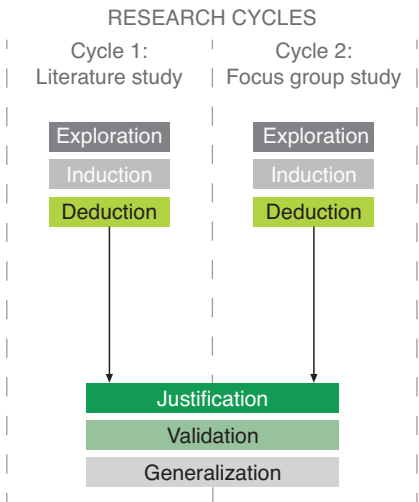 RESEARCH CYCLES
Cycle 1:
Literature study
Cycle 2:
Focus group study
Exploration
Induction
Deduction
Exploration
Induction
Deduction
Justification
Validation
Generalization